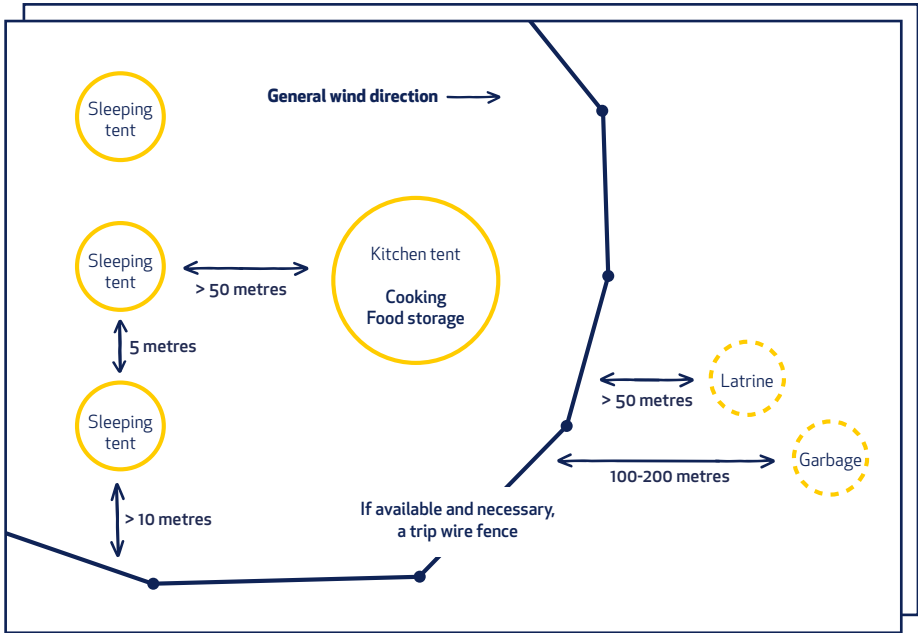 Sleeping
tent
General wind direction
Sleeping
tent
> 50 metres
Kitchen tent
Cooking
Food storage
5 metres
Sleeping
tent
> 50 metres
Latrine
100-200 metres
Garbage
> 10 metres
If available and necessary,
a trip wire fence